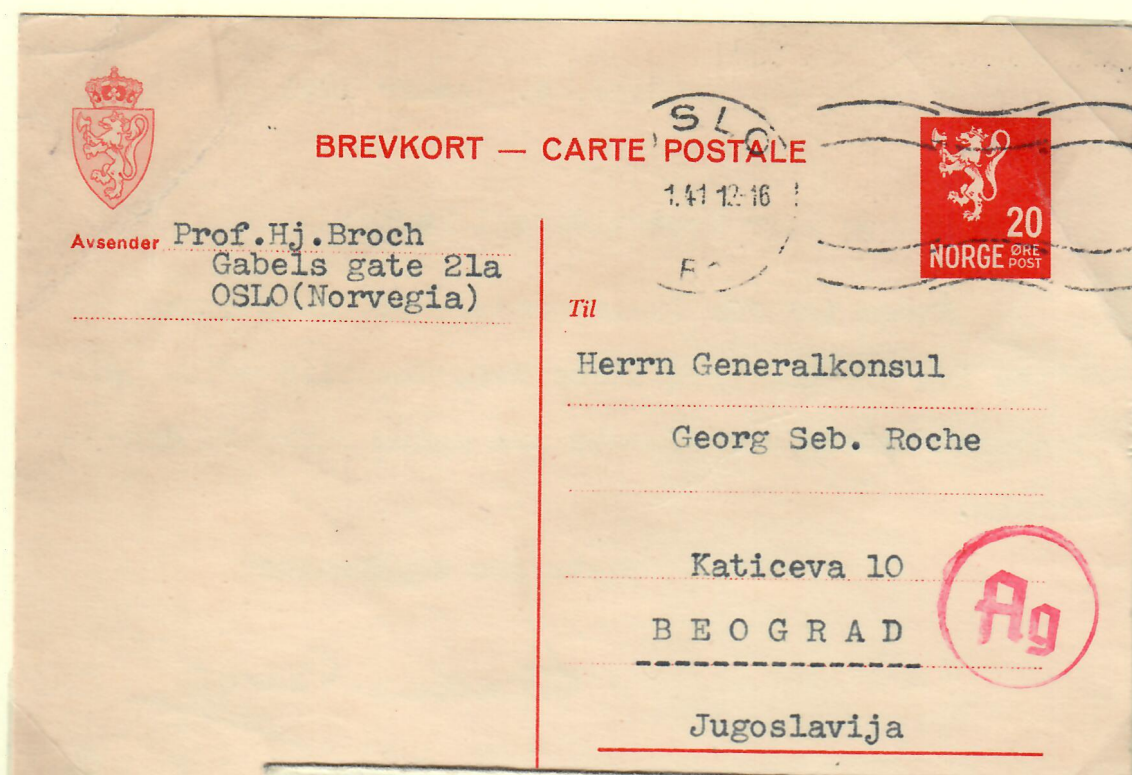 BREVKORT — CARTE POSTALE
SLO
1.41 12-16
20
NORGE ØRE POST
Avsender Prof.Hj.Broch
Gabels gate 21a
OSLO(Norvegia)
Til
Herrn Generalkonsul
Georg Seb. Roche
Katiceva 10
BEOGRAD
Jugoslavija
Ag